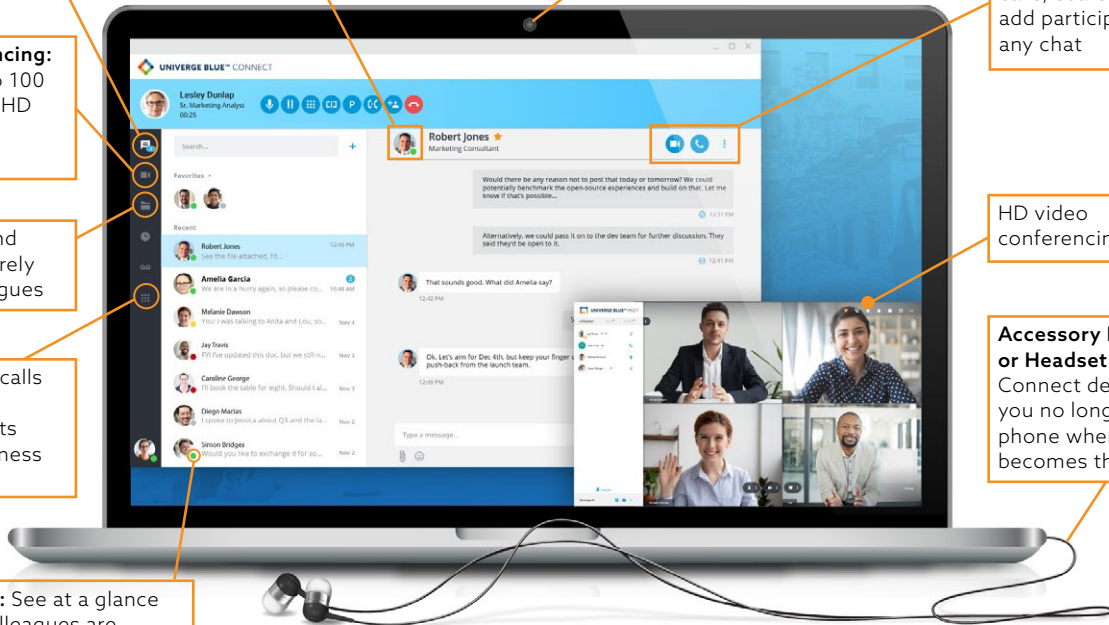 add particip
any chat
ncing:
o 100
HD
nd
rely
gues
calls
ts
ness
: See at a glance
lleagues are
HD video
conferencin
Accessory
or Headset
Connect de
you no long
phone whe
becomes th
UNIVERGE BLUE™ CONNECT
Lesley Dunlap
Sr. Marketing Analyst
00:25
P
Search...
+
Favorites
Recent
Robert Jones 12:49 PM
See the file attached, I'd...
Amelia Garcia 2
We are in a hurry again, so please co... 10:48 AM
Melanie Dawson
You: I was talking to Anita and Lou, so... Nov 4
Jay Travis
FYI I've updated this doc, but we still n... Nov 3
Caroline George
I'll book the table for eight. Should I al... Nov 3
Diego Macias
I spoke to Jessica about Q3 and the la... Nov 2
Simon Bridges
Would you like to exchange it for so... Nov 2
Robert Jones
Marketing Consultant
Would there be any reason not to post that today or tomorrow? We could
potentially benchmark the open-source experiences and build on that. Let me
know if that's possible...
12:37 PM
Alternatively, we could pass it on to the dev team for further discussion. They
said they'd be open to it.
12:41 PM
That sounds good. What did Amelia say?
12:42 PM
S
Ok. Let's aim for Dec 4th, but keep your finger
push-back from the launch team.
12:49 PM
Type a message...
UNIVERGE BLUE™ MEET